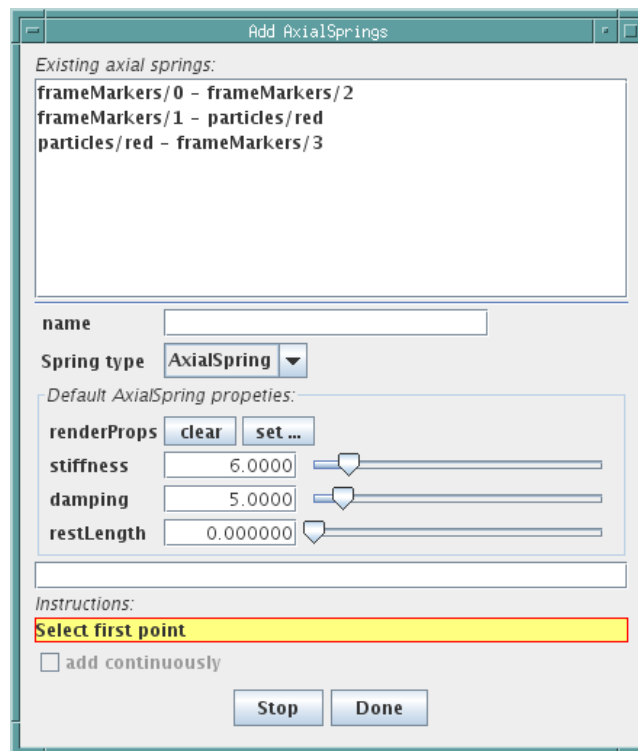 Add AxialSprings
Existing axial springs:
frameMarkers/0 - frameMarkers/2
frameMarkers/1 - particles/red
particles/red - frameMarkers/3
name
Spring type AxialSpring
Default AxialSpring propeties:
renderProps clear set ...
stiffness 6.0000
damping 5.0000
restLength 0.000000
Instructions:
Select first point
add continuously
Stop Done